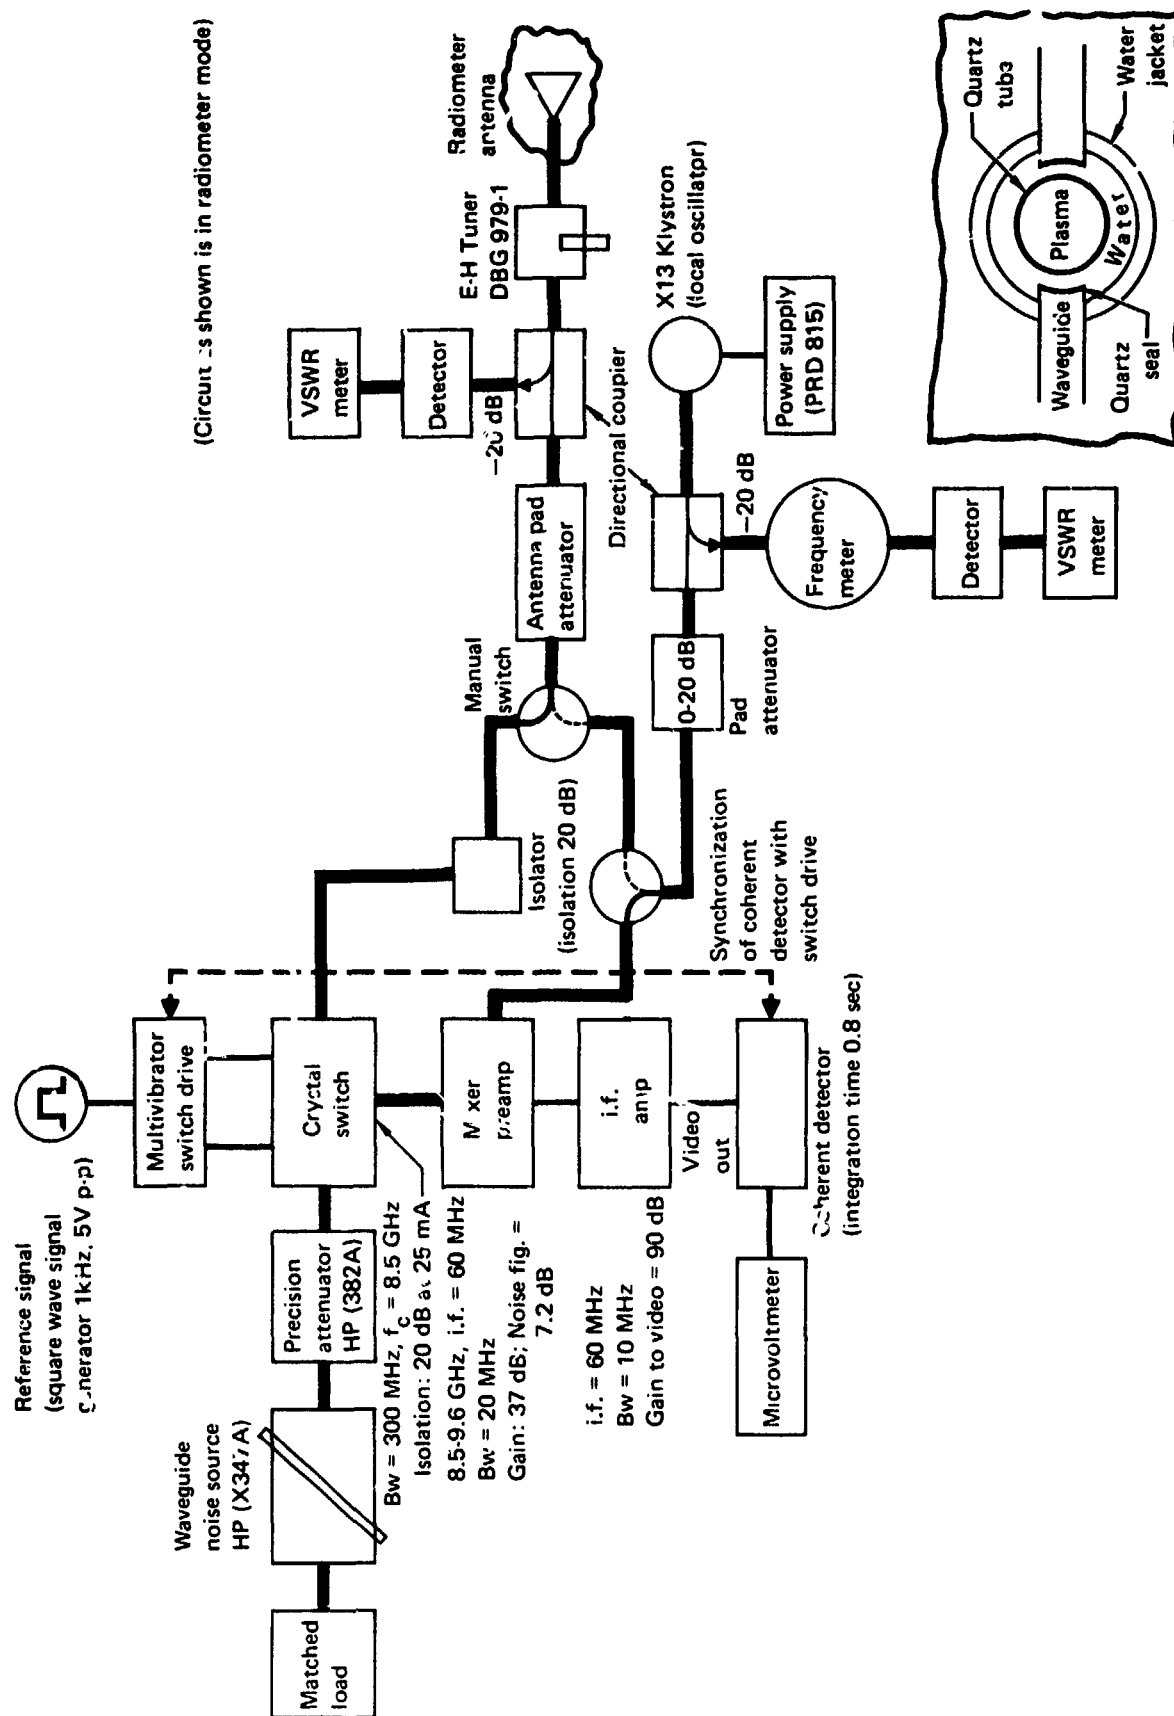 (Circuit as shown is in radiometer mode)
Reference signal
(square wave signal
generator 1kHz, 5V p-p)
Multivibrator
switch drive
Waveguide
noise source
HP (X347A)
Matched
load
Precision
attenuator
HP (382A)
Crystal
switch
Bw = 300 MHz, fc = 8.5 GHz
Isolation: 20 dB at 25 mA
8.5-9.6 GHz, i.f. = 60 MHz
Bw = 20 MHz
Gain: 37 dB; Noise fig. =
7.2 dB
Mixer
preamp
i.f. = 60 MHz
Bw = 10 MHz
Gain to video = 90 dB
i.f.
amp
Video
out
Microvoltmeter
Coherent detector
(integration time 0.8 sec)
Synchronization
of coherent
detector with
switch drive
Isolator
(isolation 20 dB)
Manual
switch
Antenna pad
attenuator
VSWR
meter
Detector
-20 dB
E-H Tuner
DBG 979-1
Radiometer
antenna
Directional coupler
0-20 dB
Pad
attenuator
X13 Klystron
(local oscillator)
Power supply
(PRD 815)
-20 dB
Frequency
meter
Detector
VSWR
meter
Quartz
tube
Plasma
Water
Water
jacket
Waveguide
Quartz
seal